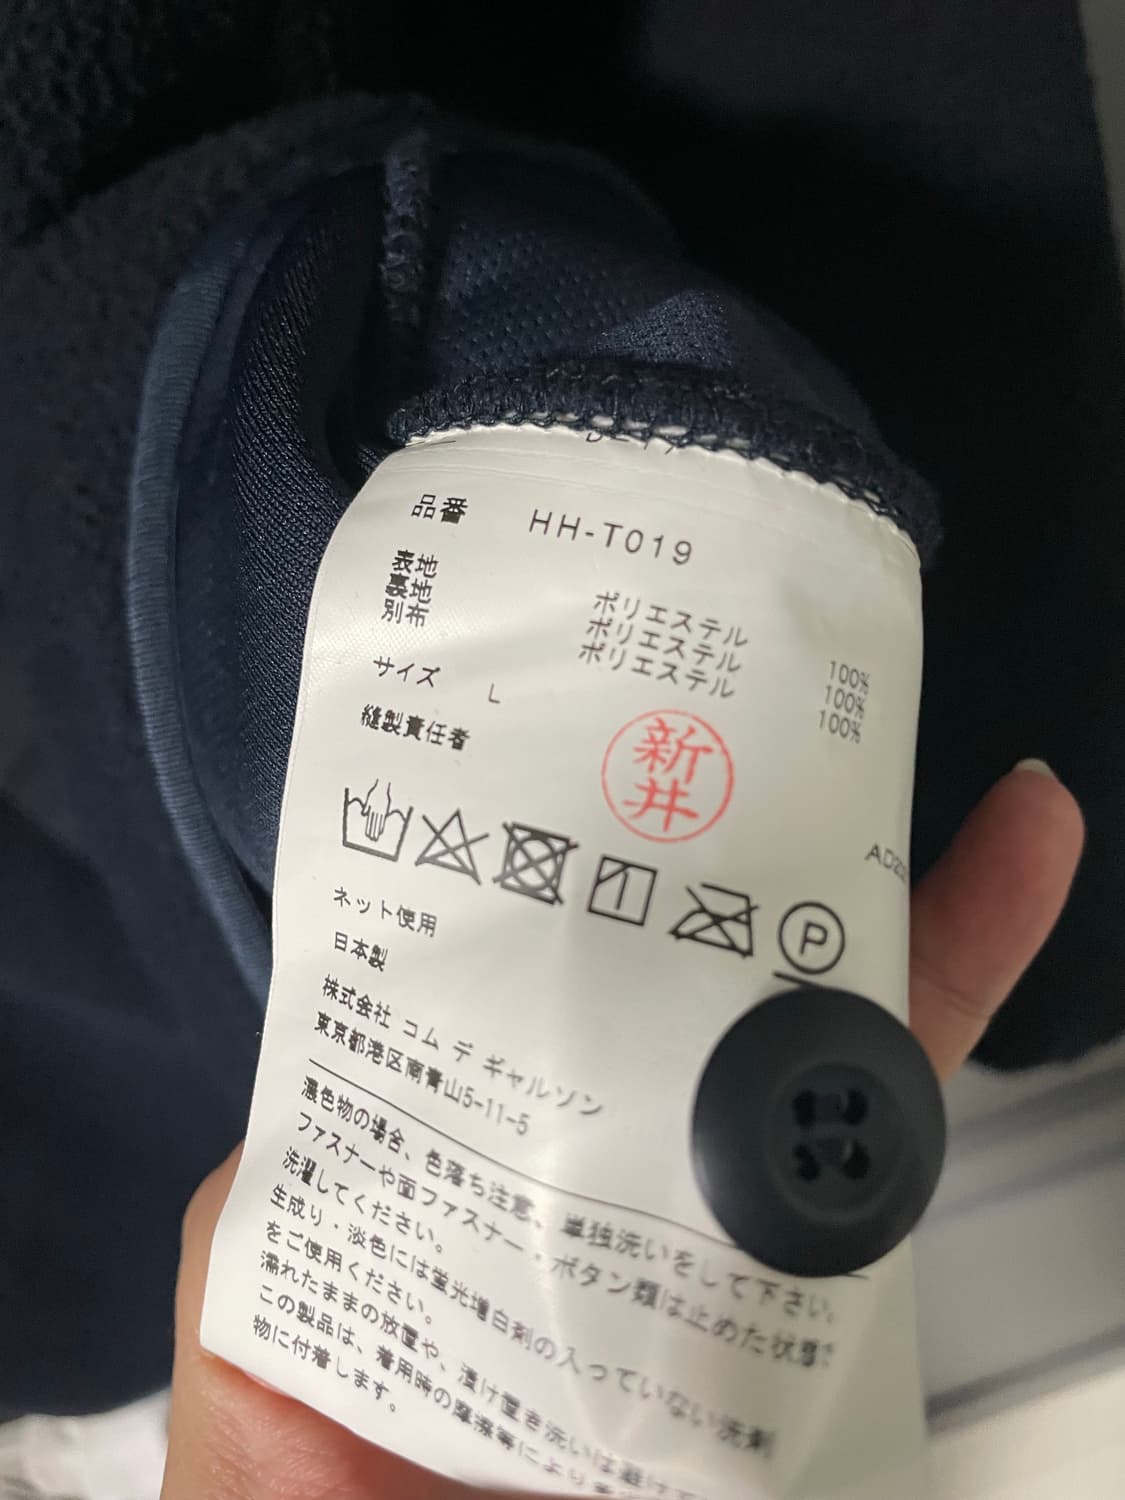 品番 HH-T019
表地 ポリエステル 100%
裏地 ポリエステル 100%
別布 ポリエステル 100%
サイズ L
縫製責任者 新井
P
ネット使用
日本製
株式会社 コム デ ギャルソン
東京都港区南青山5-11-5
濃色物の場合、色落ち注意、単独洗いをして下さい。
ファスナーや面ファスナー・ボタン類は止めた状態で
洗濯してください。
生成り・淡色には蛍光増白剤の入っていない洗剤
をご使用ください。
濡れたままの放置や、漬け置き洗いは避けて
この製品は、着用時の摩擦等により
物に付着します。